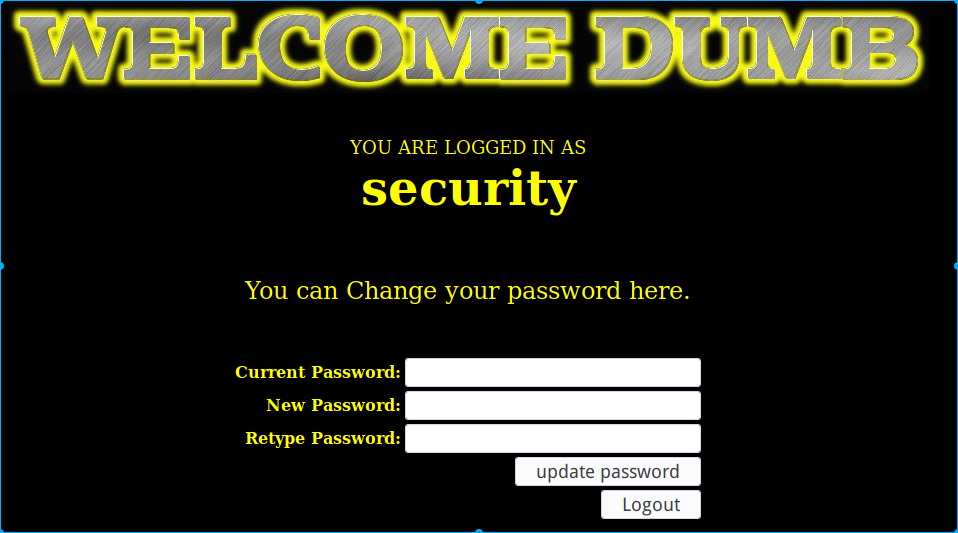 WELCOME DUMB
YOU ARE LOGGED IN AS
security
You can Change your password here.
Current Password:
New Password:
Retype Password:
update password
Logout